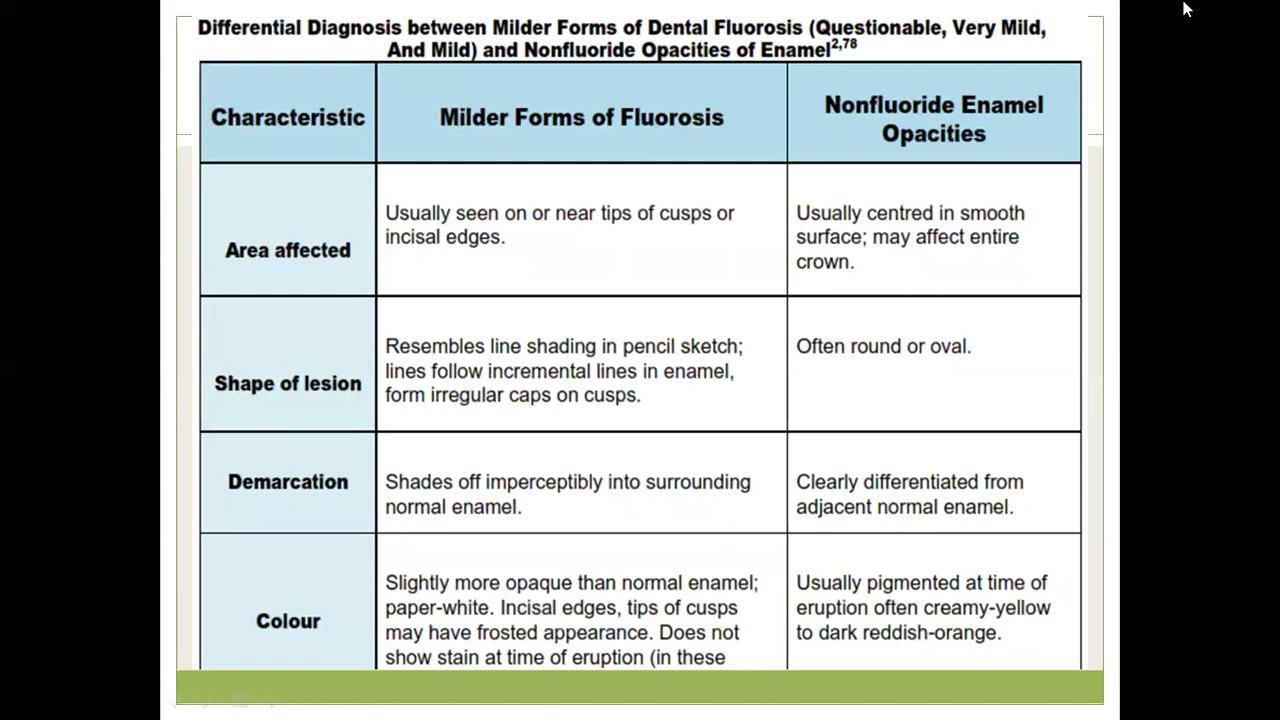 Differential Diagnosis between Milder Forms of Dental Fluorosis (Questionable, Very Mild,
And Mild) and Nonfluoride Opacities of Enamel2,78
Characteristic
Milder Forms of Fluorosis
Nonfluoride Enamel
Opacities
Area affected
Usually seen on or near tips of cusps or
incisal edges.
Usually centred in smooth
surface; may affect entire
crown.
Shape of lesion
Resembles line shading in pencil sketch;
lines follow incremental lines in enamel,
form irregular caps on cusps.
Often round or oval.
Demarcation
Shades off imperceptibly into surrounding
normal enamel.
Clearly differentiated from
adjacent normal enamel.
Colour
Slightly more opaque than normal enamel;
paper-white. Incisal edges, tips of cusps
may have frosted appearance. Does not
show stain at time of eruption (in these
Usually pigmented at time of
eruption often creamy-yellow
to dark reddish-orange.